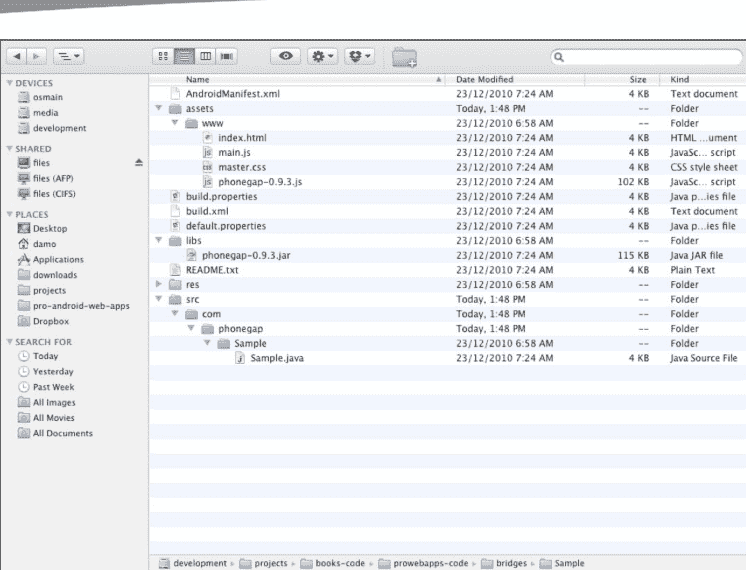 Name Date Modified Size Kind
DEVICES
osmain
media
development
SHARED
files
files (AFP)
files (CIFS)
PLACES
Desktop
damo
Applications
downloads
projects
pro-android-web-apps
Dropbox
SEARCH FOR
Today
Yesterday
Past Week
All Images
All Movies
All Documents
AndroidManifest.xml 23/12/2010 7:24 AM 4 KB Text document
assets Today, 1:48 PM -- Folder
www 23/12/2010 6:58 AM -- Folder
index.html 23/12/2010 7:24 AM 4 KB HTML ...ument
main.js 23/12/2010 7:24 AM 4 KB JavaSc... script
master.css 23/12/2010 7:24 AM 4 KB CSS style sheet
phonegap-0.9.3.js 23/12/2010 7:24 AM 102 KB JavaSc... script
build.properties 23/12/2010 7:24 AM 4 KB Java p...ies file
build.xml 23/12/2010 7:24 AM 4 KB Text document
default.properties 23/12/2010 7:24 AM 4 KB Java p...ies file
libs 23/12/2010 6:58 AM -- Folder
phonegap-0.9.3.jar 23/12/2010 7:24 AM 115 KB Java JAR file
README.txt 23/12/2010 7:24 AM 4 KB Plain Text
res 23/12/2010 6:58 AM -- Folder
src Today, 1:48 PM -- Folder
com Today, 1:48 PM -- Folder
phonegap Today, 1:48 PM -- Folder
Sample 23/12/2010 6:58 AM -- Folder
Sample.java 23/12/2010 7:24 AM 4 KB Java Source File
development projects books-code prowebapps-code bridges Sample